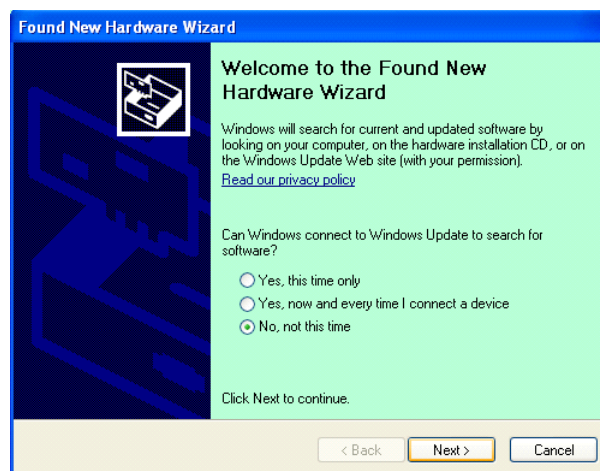 Found New Hardware Wizard
Welcome to the Found New
Hardware Wizard
Windows will search for current and updated software by
looking on your computer, on the hardware installation CD, or on
the Windows Update Web site (with your permission).
Read our privacy policy
Can Windows connect to Windows Update to search for
software?
Yes, this time only
Yes, now and every time I connect a device
No, not this time
Click Next to continue.
< Back Next > Cancel